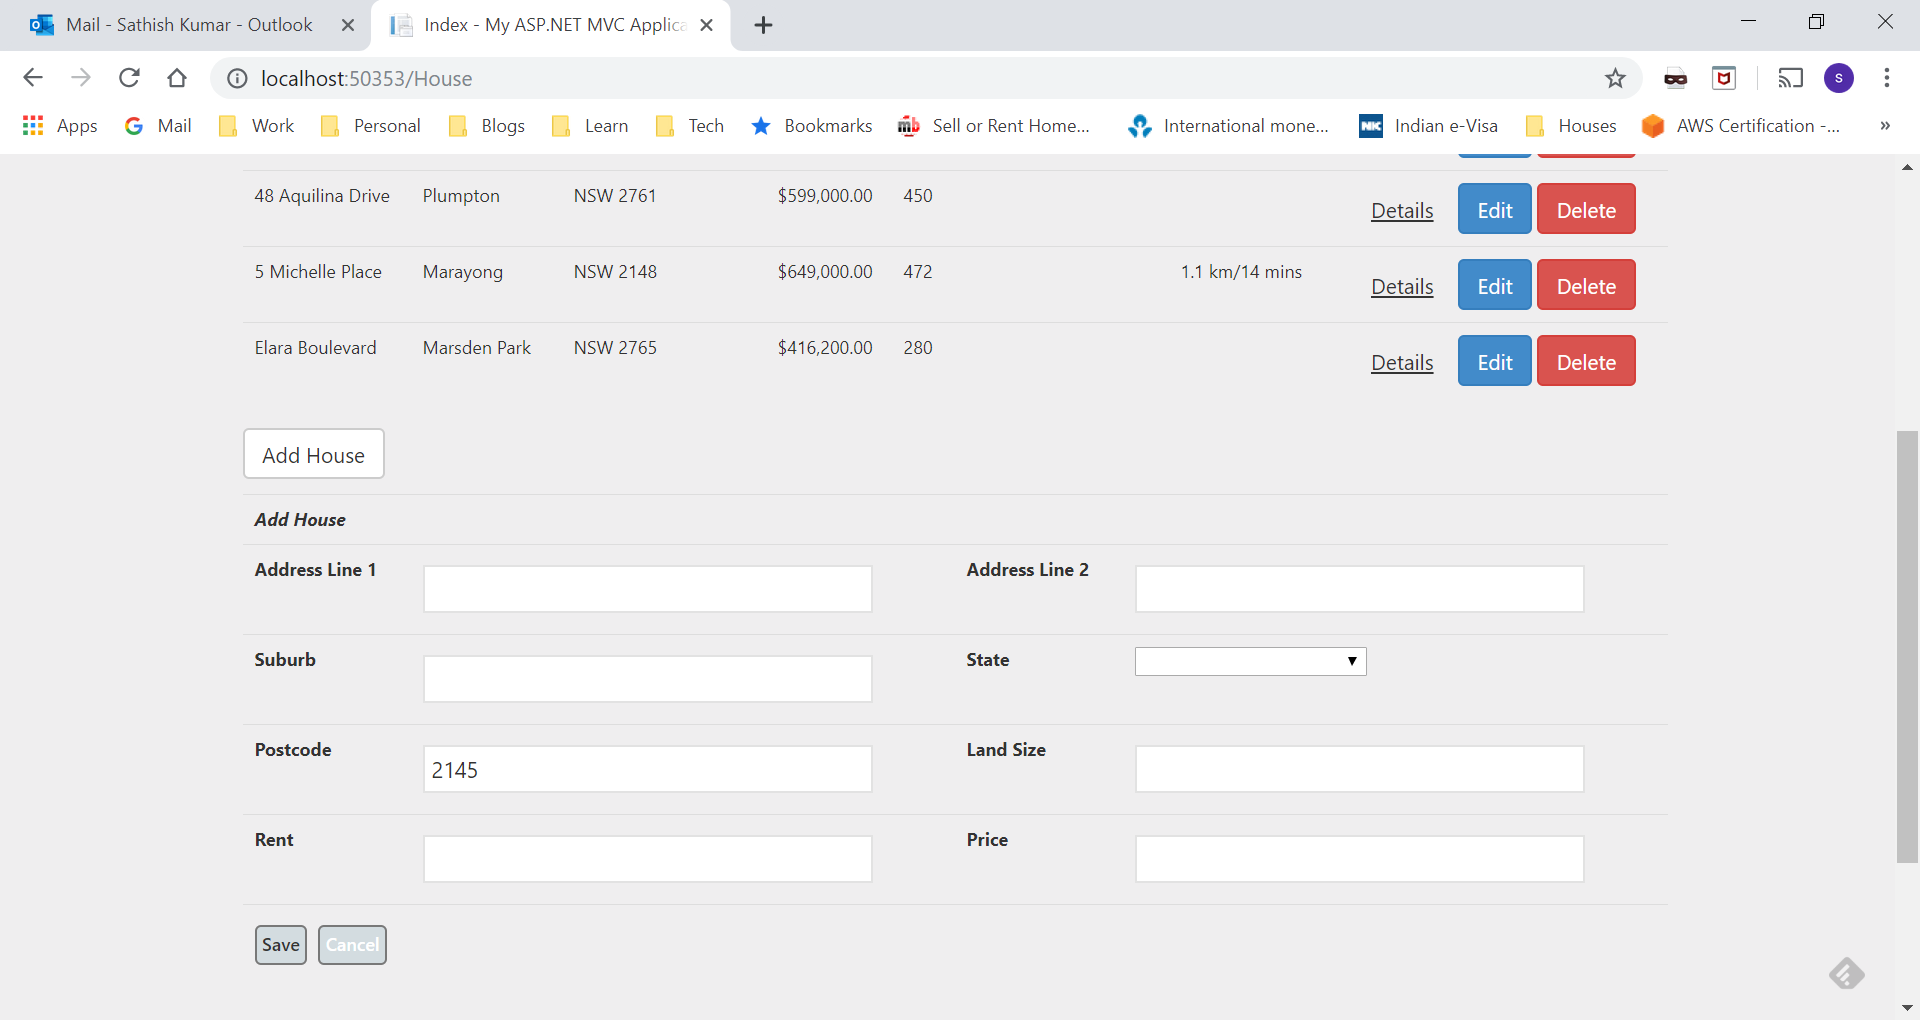 Mail - Sathish Kumar - Outlook
Index - My ASP.NET MVC Applica
localhost:50353/House
S
Apps Mail Work Personal Blogs Learn Tech Bookmarks mb Sell or Rent Home... International mone... NIC Indian e-Visa Houses AWS Certification -... »
48 Aquilina Drive Plumpton NSW 2761 $599,000.00 450 Details Edit Delete
5 Michelle Place Marayong NSW 2148 $649,000.00 472 1.1 km/14 mins Details Edit Delete
Elara Boulevard Marsden Park NSW 2765 $416,200.00 280 Details Edit Delete
Add House
Add House
Address Line 1 Address Line 2
Suburb State
Postcode 2145 Land Size
Rent Price
Save Cancel